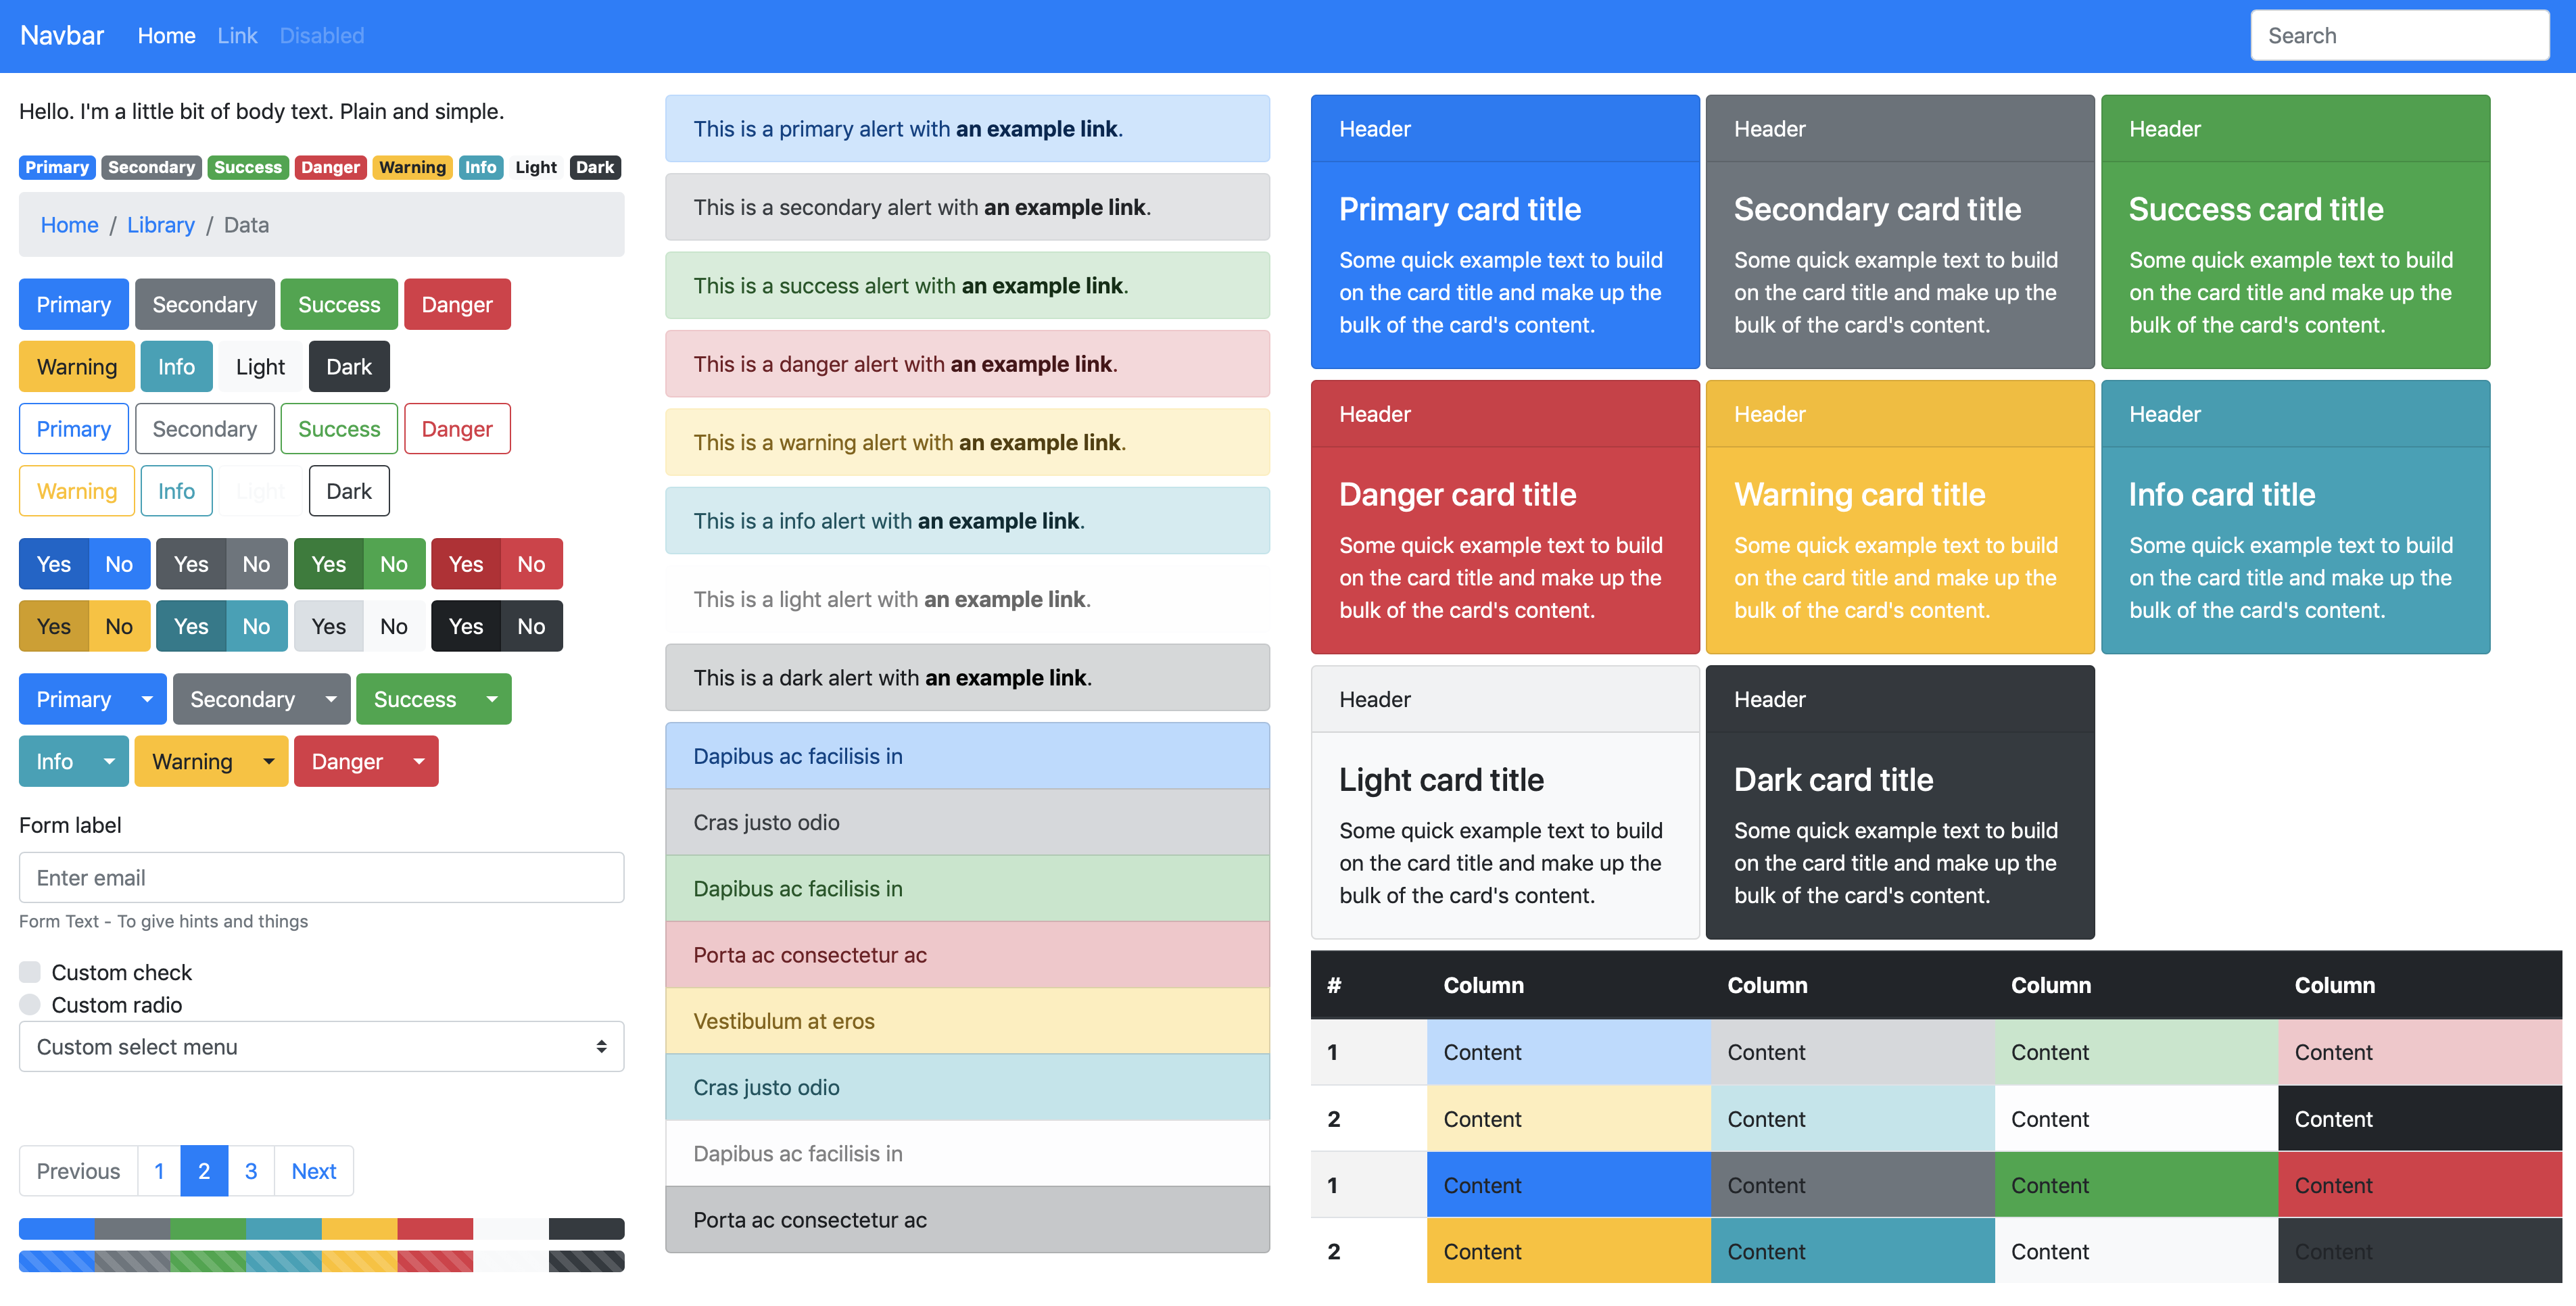 Navbar Home Link Disabled Search
Hello. I'm a little bit of body text. Plain and simple.
Primary Secondary Success Danger Warning Info Light Dark
Home / Library / Data
Primary Secondary Success Danger
Warning Info Light Dark
Primary Secondary Success Danger
Warning Info Light Dark
Yes No Yes No Yes No Yes No
Yes No Yes No Yes No Yes No
Primary Secondary Success
Info Warning Danger
Form label
Enter email
Form Text - To give hints and things
Custom check
Custom radio
Custom select menu
Previous 1 2 3 Next
This is a primary alert with an example link.
This is a secondary alert with an example link.
This is a success alert with an example link.
This is a danger alert with an example link.
This is a warning alert with an example link.
This is a info alert with an example link.
This is a light alert with an example link.
This is a dark alert with an example link.
Dapibus ac facilisis in
Cras justo odio
Dapibus ac facilisis in
Porta ac consectetur ac
Vestibulum at eros
Cras justo odio
Dapibus ac facilisis in
Porta ac consectetur ac
Header
Primary card title
Some quick example text to build
on the card title and make up the
bulk of the card's content.
Header
Secondary card title
Some quick example text to build
on the card title and make up the
bulk of the card's content.
Header
Success card title
Some quick example text to build
on the card title and make up the
bulk of the card's content.
Header
Danger card title
Some quick example text to build
on the card title and make up the
bulk of the card's content.
Header
Warning card title
Some quick example text to build
on the card title and make up the
bulk of the card's content.
Header
Info card title
Some quick example text to build
on the card title and make up the
bulk of the card's content.
Header
Light card title
Some quick example text to build
on the card title and make up the
bulk of the card's content.
Header
Dark card title
Some quick example text to build
on the card title and make up the
bulk of the card's content.
# Column Column Column Column
1 Content Content Content Content
2 Content Content Content Content
1 Content Content Content Content
2 Content Content Content Content